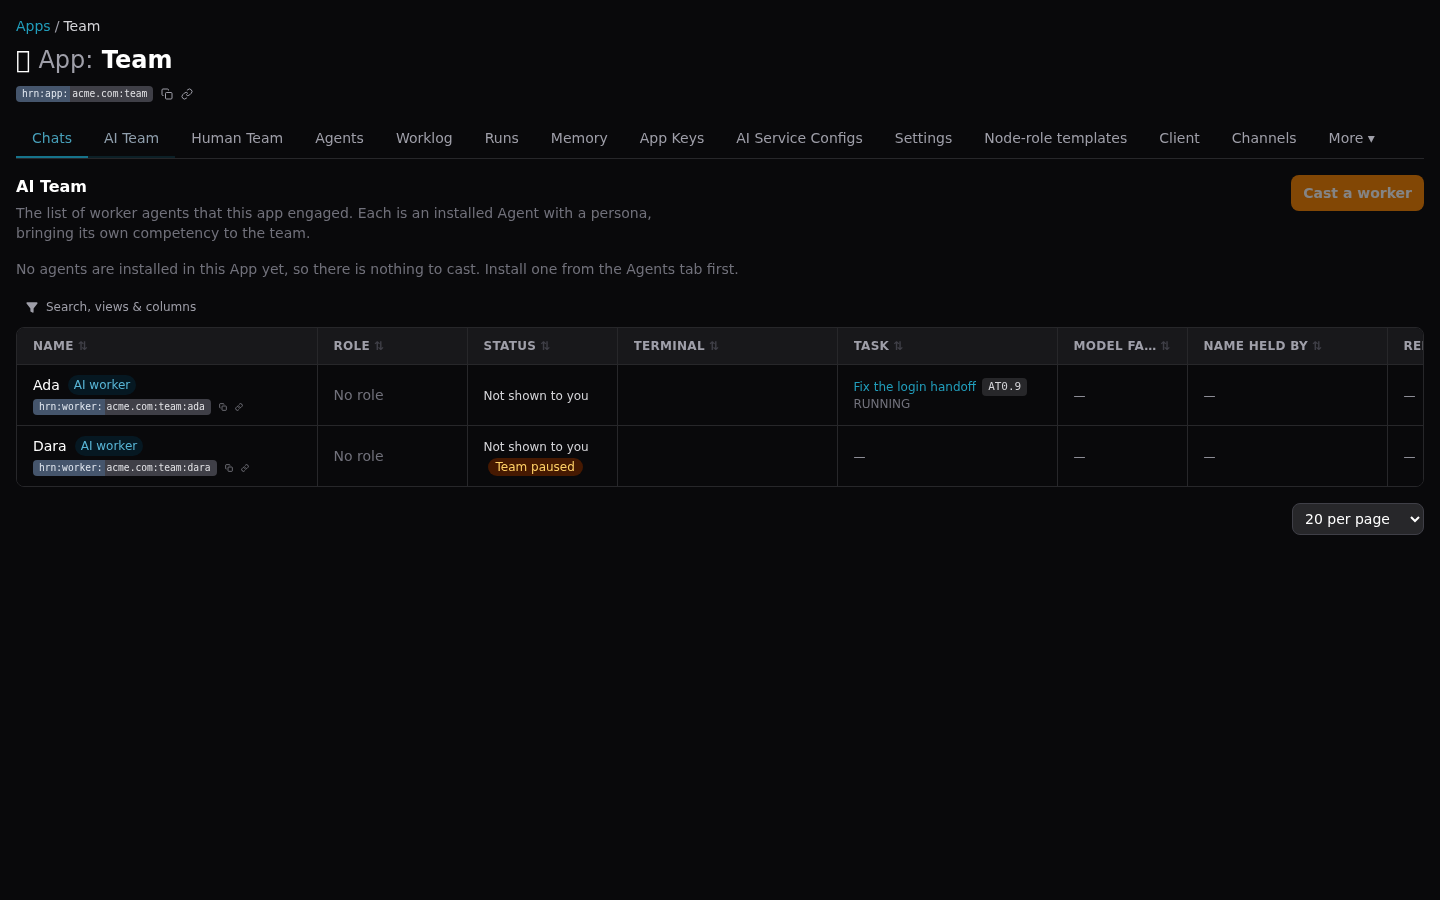 Apps / Team
App: Team
hrn:app: acme.com:team
Chats AI Team Human Team Agents Worklog Runs Memory App Keys AI Service Configs Settings Node-role templates Client Channels More ▾
AI Team
Cast a worker
The list of worker agents that this app engaged. Each is an installed Agent with a persona,
bringing its own competency to the team.
No agents are installed in this App yet, so there is nothing to cast. Install one from the Agents tab first.
Search, views & columns
NAME ⇅ ROLE ⇅ STATUS ⇅ TERMINAL ⇅ TASK ⇅ MODEL FA… ⇅ NAME HELD BY ⇅
Ada AI worker
hrn:worker: acme.com:team:ada
No role
Not shown to you
Fix the login handoff AT0.9
RUNNING
— — —
Dara AI worker
hrn:worker: acme.com:team:dara
No role
Not shown to you
Team paused
— — — —
20 per page